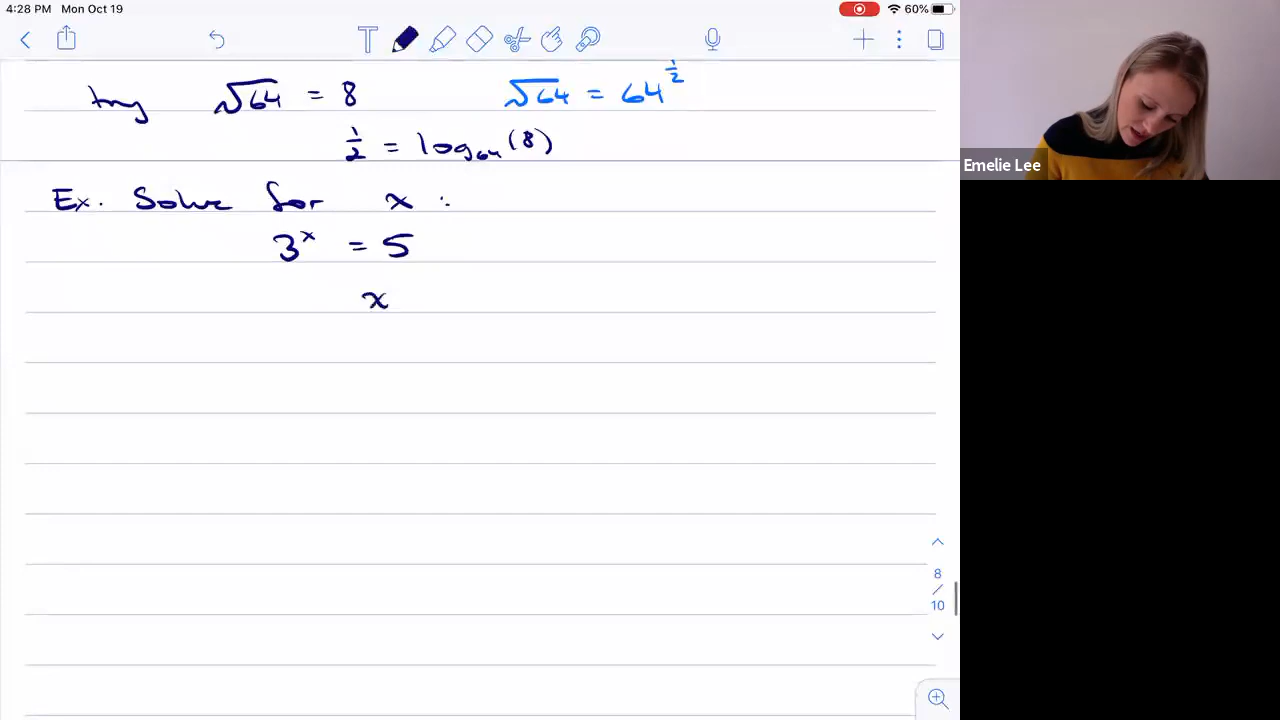 4:28 PM Mon Oct 19
60%
T
try √64 = 8 √64 = 64^(1/2)
1/2 = log₆₄(8)
Ex. Solve for x :
3^x = 5
x
8
/
10
Emelie Lee